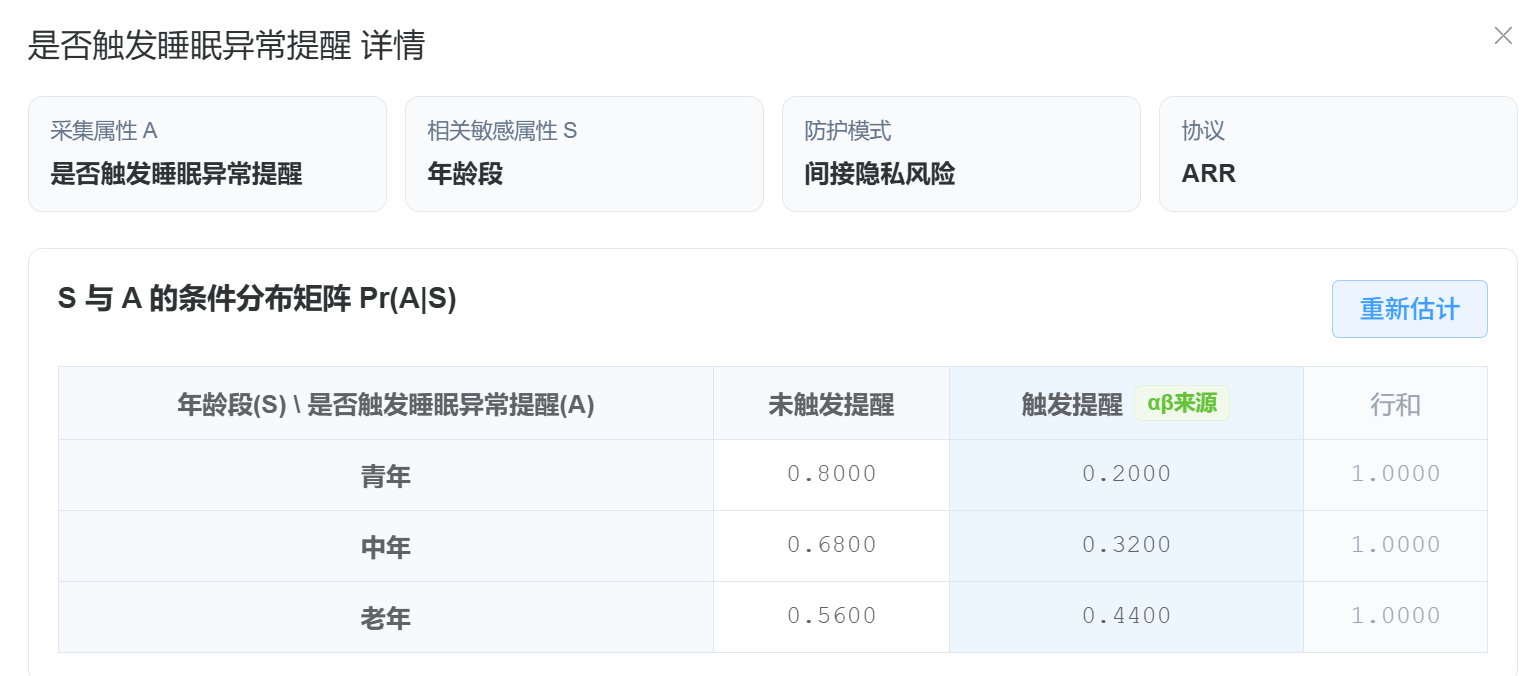 是否触发睡眠异常提醒 详情
采集属性 A
是否触发睡眠异常提醒
相关敏感属性 S
年龄段
防护模式
间接隐私风险
协议
ARR
S 与 A 的条件分布矩阵 Pr(A|S)
重新估计
年龄段(S) \ 是否触发睡眠异常提醒(A) 未触发提醒 触发提醒 αβ来源 行和
青年 0.8000 0.2000 1.0000
中年 0.6800 0.3200 1.0000
老年 0.5600 0.4400 1.0000